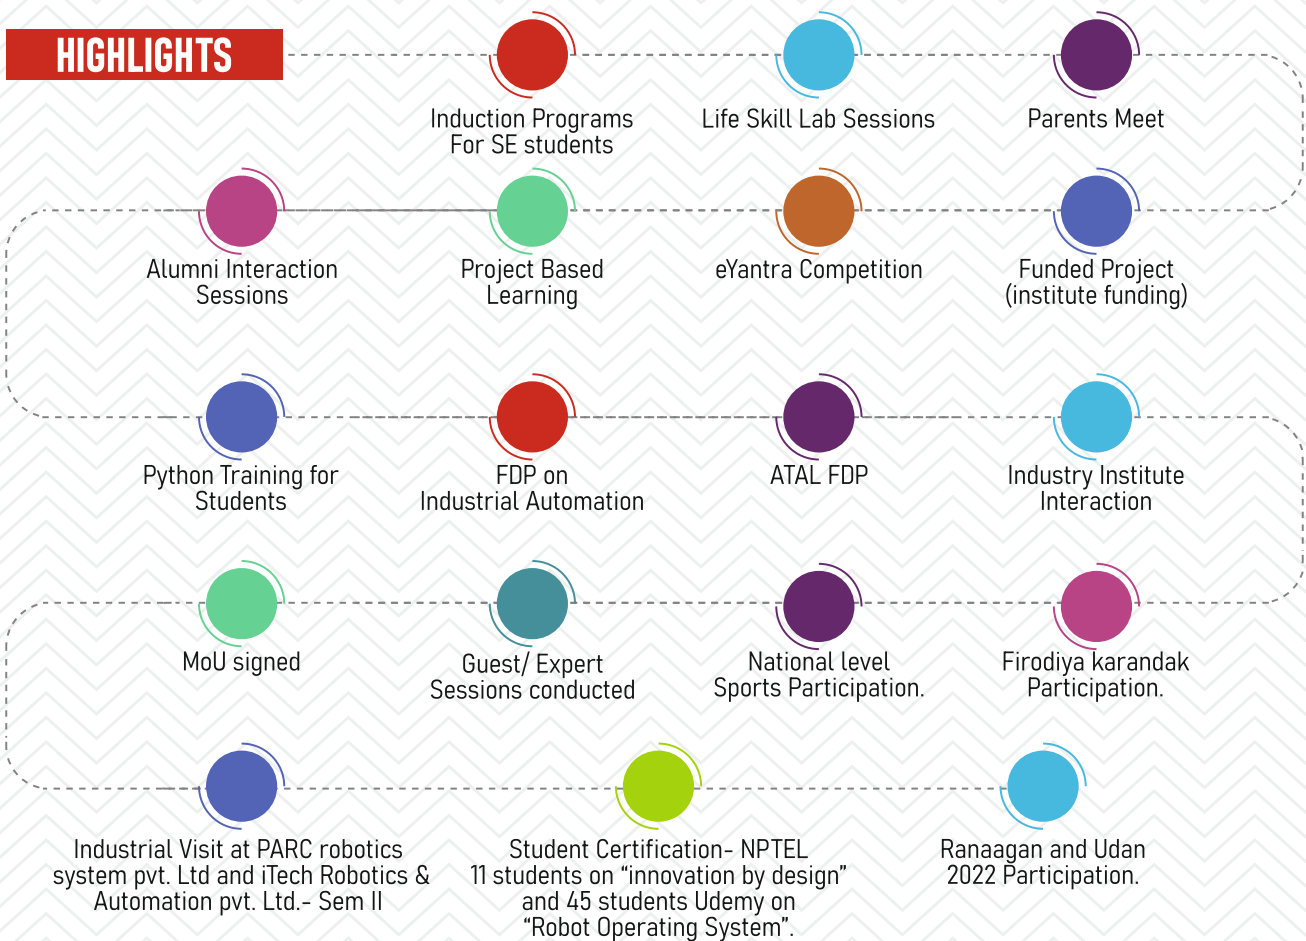 HIGHLIGHTS
Induction Programs
For SE students
Life Skill Lab Sessions
Parents Meet
Alumni Interaction
Sessions
Project Based
Learning
eYantra Competition
Funded Project
(institute funding)
Python Training for
Students
FDP on
Industrial Automation
ATAL FDP
Industry Institute
Interaction
MoU signed
Guest/ Expert
Sessions conducted
National level
Sports Participation.
Firodiya karandak
Participation.
Industrial Visit at PARC robotics
system pvt. Ltd and iTech Robotics &
Automation pvt. Ltd.- Sem II
Student Certification- NPTEL
11 students on “innovation by design”
and 45 students Udemy on
“Robot Operating System”.
Ranaagan and Udan
2022 Participation.